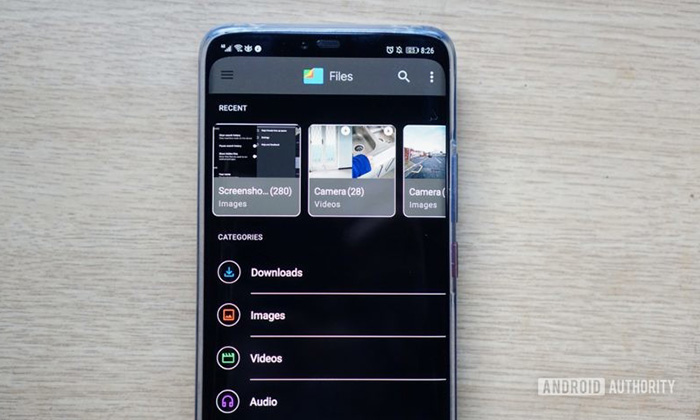 8:26
Files
RECENT
Screensho... (280)
Images
Camera (28)
Videos
Camera (
Images
CATEGORIES
Downloads
Images
Videos
Audio
ANDROID AUTHORITY